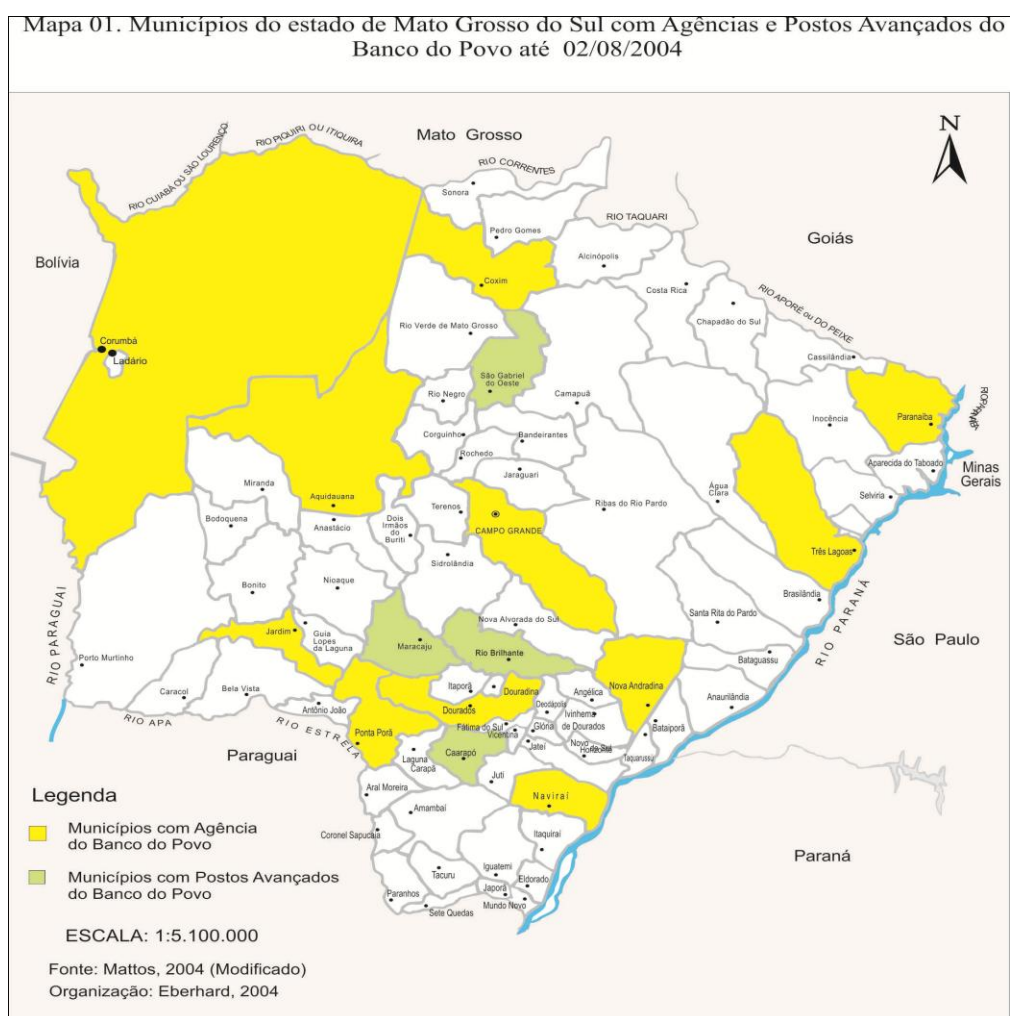 Mapa 01. Municípios do estado de Mato Grosso do Sul com Agências e Postos Avançados do
Banco do Povo até 02/08/2004
N
Mato Grosso
RIO PIQUIRI OU ITIQUIRA
RIO CUIABÁ OU SÃO LOURENÇO
RIO CORRENTES
Sonora
RIO TAQUARI
Pedro Gomes
Goiás
Bolívia
Alcinópolis
Coxim
Costa Rica
RIO APORÉ ou DO PEIXE
Chapadão do Sul
Rio Verde de Mato Grosso
Corumbá
Ladário
Cassilândia
São Gabriel
do Oeste
Rio Negro
Camapuã
Inocência
Paranaíba
Corguinho
Bandeirantes
Rochedo
Jaraguari
Aparecida do Taboado
Minas
Gerais
Miranda
Água
Clara
Selviria
Aquidauana
Ribas do Rio Pardo
Terenos
Bodoquena
Anastácio
Dois
Irmãos
do
Buriti
CAMPO GRANDE
Sidrolândia
Três Lagoas
Bonito
Nioaque
Brasilândia
RIO PARAGUAI
RIO PARANÁ
Santa Rita do Pardo
Nova Alvorada do Sul
Jardim
Guia
Lopes
da Laguna
Maracaju
São Paulo
Rio Brilhante
Bataguassu
Porto Murtinho
Caracol
Bela Vista
Itaporã
Douradina
Nova Andradina
Anaurilândia
Angélica
Antônio João
Dourados
Deodápolis
Ivinhema
de Dourados
RIO APA
RIO ESTRELA
Fátima do Sul
Vicentina
Glória
Bataiporã
Ponta Porã
Jateí
Novo
Horizonte
do Sul
Taquarussu
Paraguai
Laguna
Carapã
Caarapó
Juti
Aral Moreira
Naviraí
Amambaí
Coronel Sapucaia
Itaquiraí
Paraná
Iguatemi
Tacuru
Eldorado
Japorã
Paranhos
Mundo Novo
Sete Quedas
Legenda
Municípios com Agência
do Banco do Povo
Municípios com Postos Avançados
do Banco do Povo
ESCALA: 1:5.100.000
Fonte: Mattos, 2004 (Modificado)
Organização: Eberhard, 2004